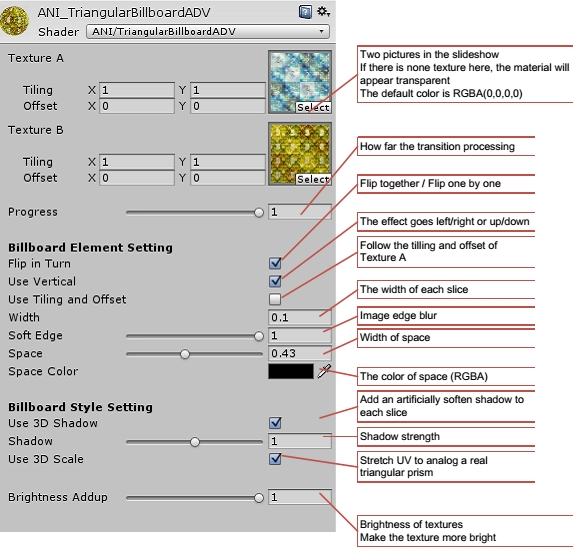 ANI_TriangularBillboardADV
Shader ANI/TriangularBillboardADV
Texture A
Tiling X 1 Y 1
Offset X 0 Y 0
Select
Two pictures in the slideshow
If there is none texture here, the material will
appear transparent
The default color is RGBA(0,0,0,0)
Texture B
Tiling X 1 Y 1
Offset X 0 Y 0
Select
How far the transition processing
Progress 1
Flip together / Flip one by one
Billboard Element Setting
The effect goes left/right or up/down
Flip in Turn
Follow the tilling and offset of
Texture A
Use Vertical
Use Tiling and Offset
The width of each slice
Width 0.1
Image edge blur
Soft Edge 1
Width of space
Space 0.43
Space Color
The color of space (RGBA)
Billboard Style Setting
Add an artificially soften shadow to
each slice
Use 3D Shadow
Shadow 1
Shadow strength
Use 3D Scale
Stretch UV to analog a real
triangular prism
Brightness Addup 1
Brightness of textures
Make the texture more bright